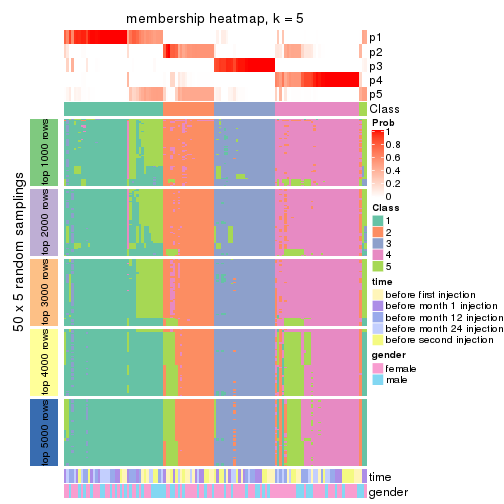 membership heatmap, k = 5
p1
p2
p3
p4
p5
Class
50 x 5 random samplings
top 1000 rows
top 2000 rows
top 3000 rows
top 4000 rows
top 5000 rows
time
gender
Prob
1
0.8
0.6
0.4
0.2
0
Class
1
2
3
4
5
time
before first injection
before month 1 injection
before month 12 injection
before month 24 injection
before second injection
gender
female
male